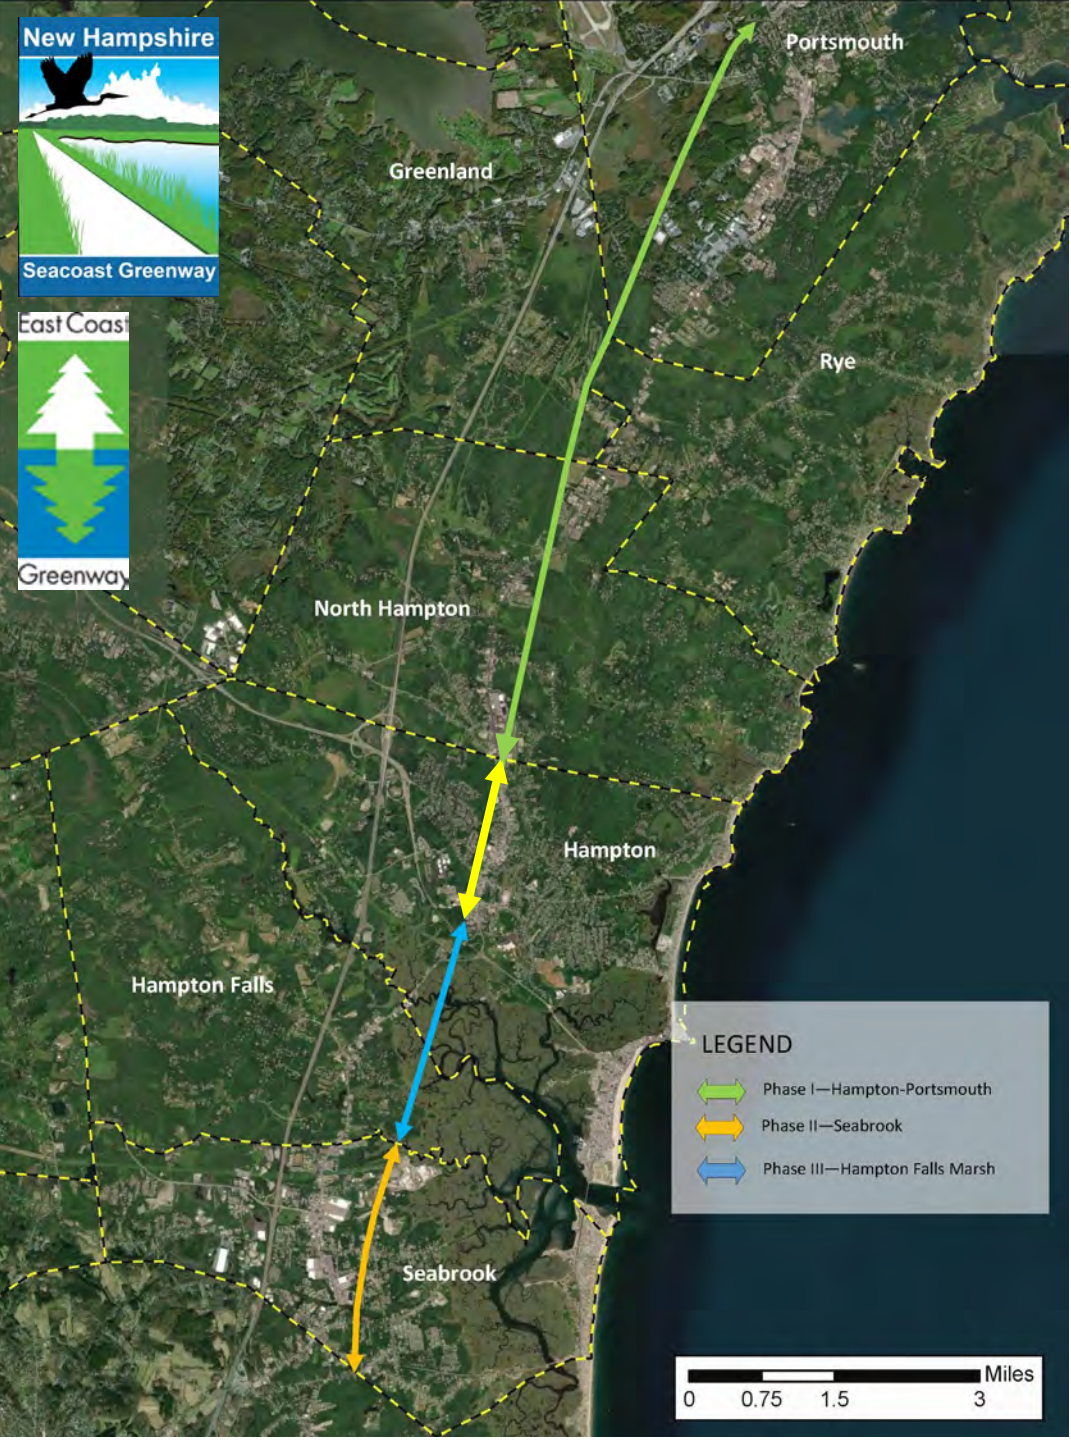 New Hampshire
Seacoast Greenway
East Coast
Greenway
Portsmouth
Greenland
Rye
North Hampton
Hampton
Hampton Falls
Seabrook
LEGEND
Phase I—Hampton-Portsmouth
Phase II—Seabrook
Phase III—Hampton Falls Marsh
Miles
0 0.75 1.5 3